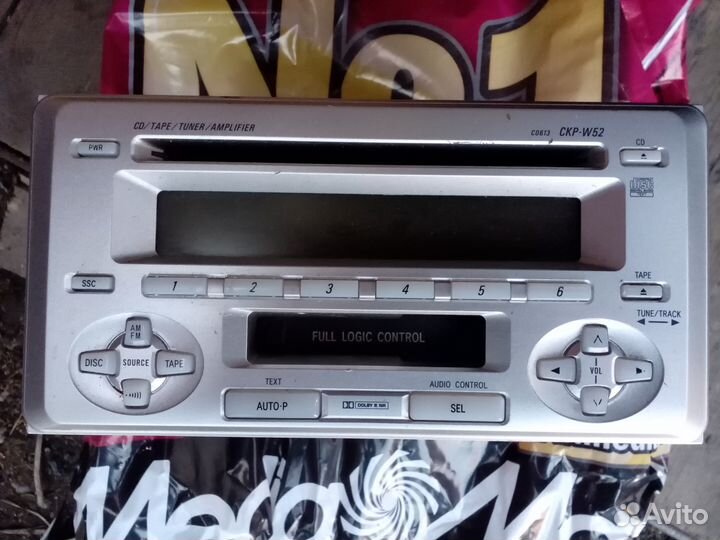 No1
CD/TAPE/TUNER/AMPLIFIER
CD613 CKP-W52
PWR
CD
SSC
1 2 3 4 5 6
TAPE
TUNE/TRACK
FULL LOGIC CONTROL
AM
FM
DISC
SOURCE
TAPE
VOL
TEXT
AUDIO CONTROL
AUTO·P
DOLBY B NR
SEL
Avito